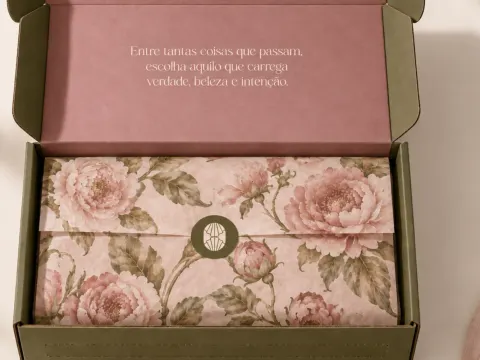 Entre tantas coisas que passam,
escolha aquilo que carrega
verdade, beleza e intenção.